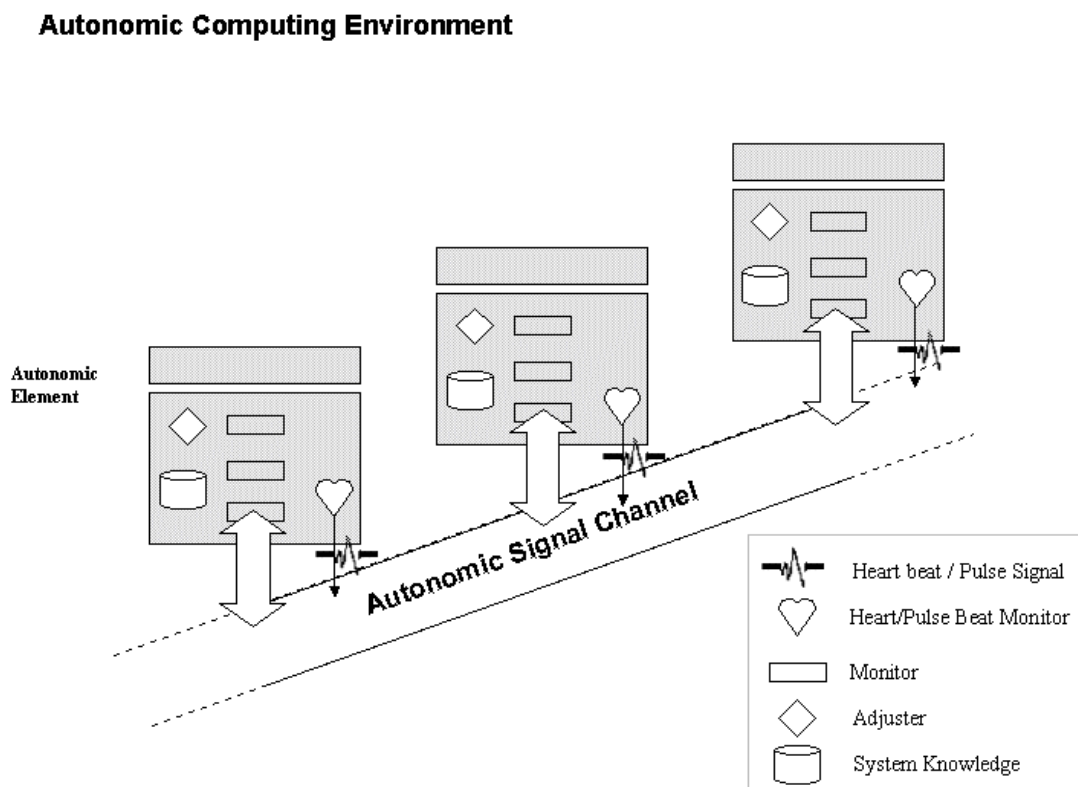 Autonomic Computing Environment
Autonomic
Element
Autonomic Signal Channel
Heart beat / Pulse Signal
Heart/Pulse Beat Monitor
Monitor
Adjuster
System Knowledge